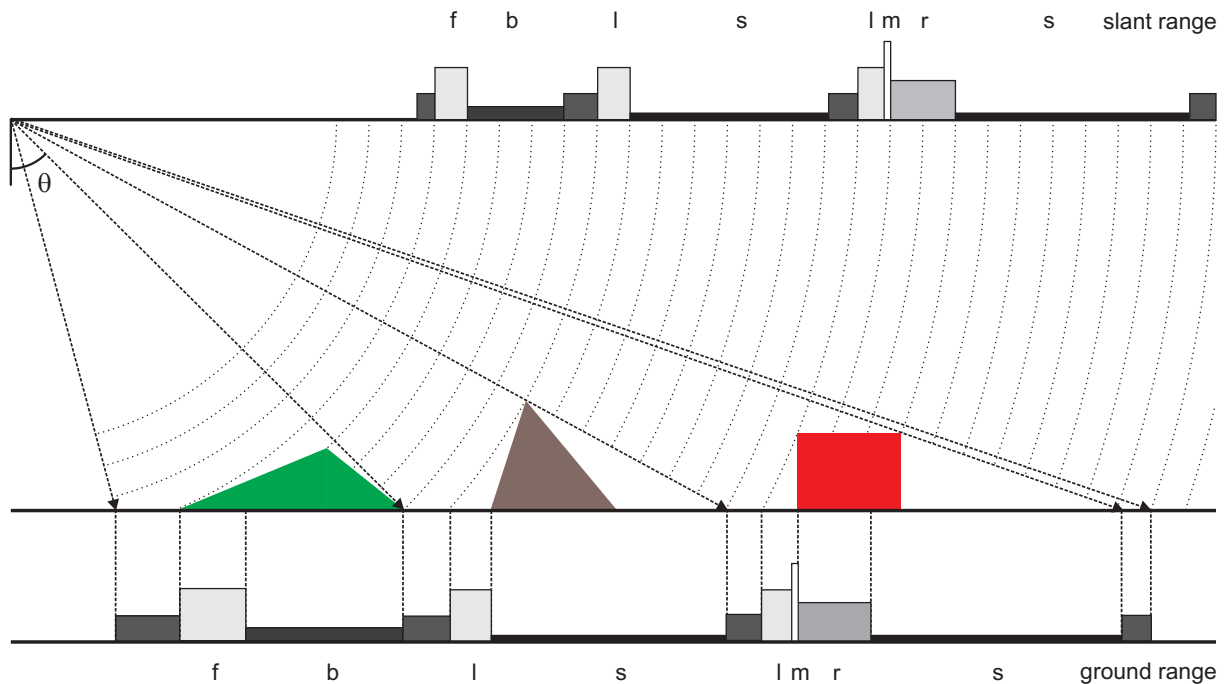 f b l s l m r s slant range
θ
f b l s l m r s ground range